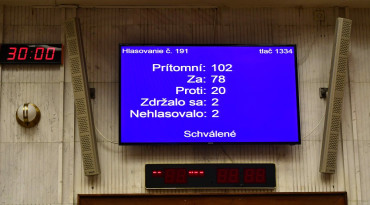 30:00
Hlasovanie č. 191 tlač 1334
Prítomní: 102
Za: 78
Proti: 20
Zdržalo sa: 2
Nehlasovalo: 2
Schválené